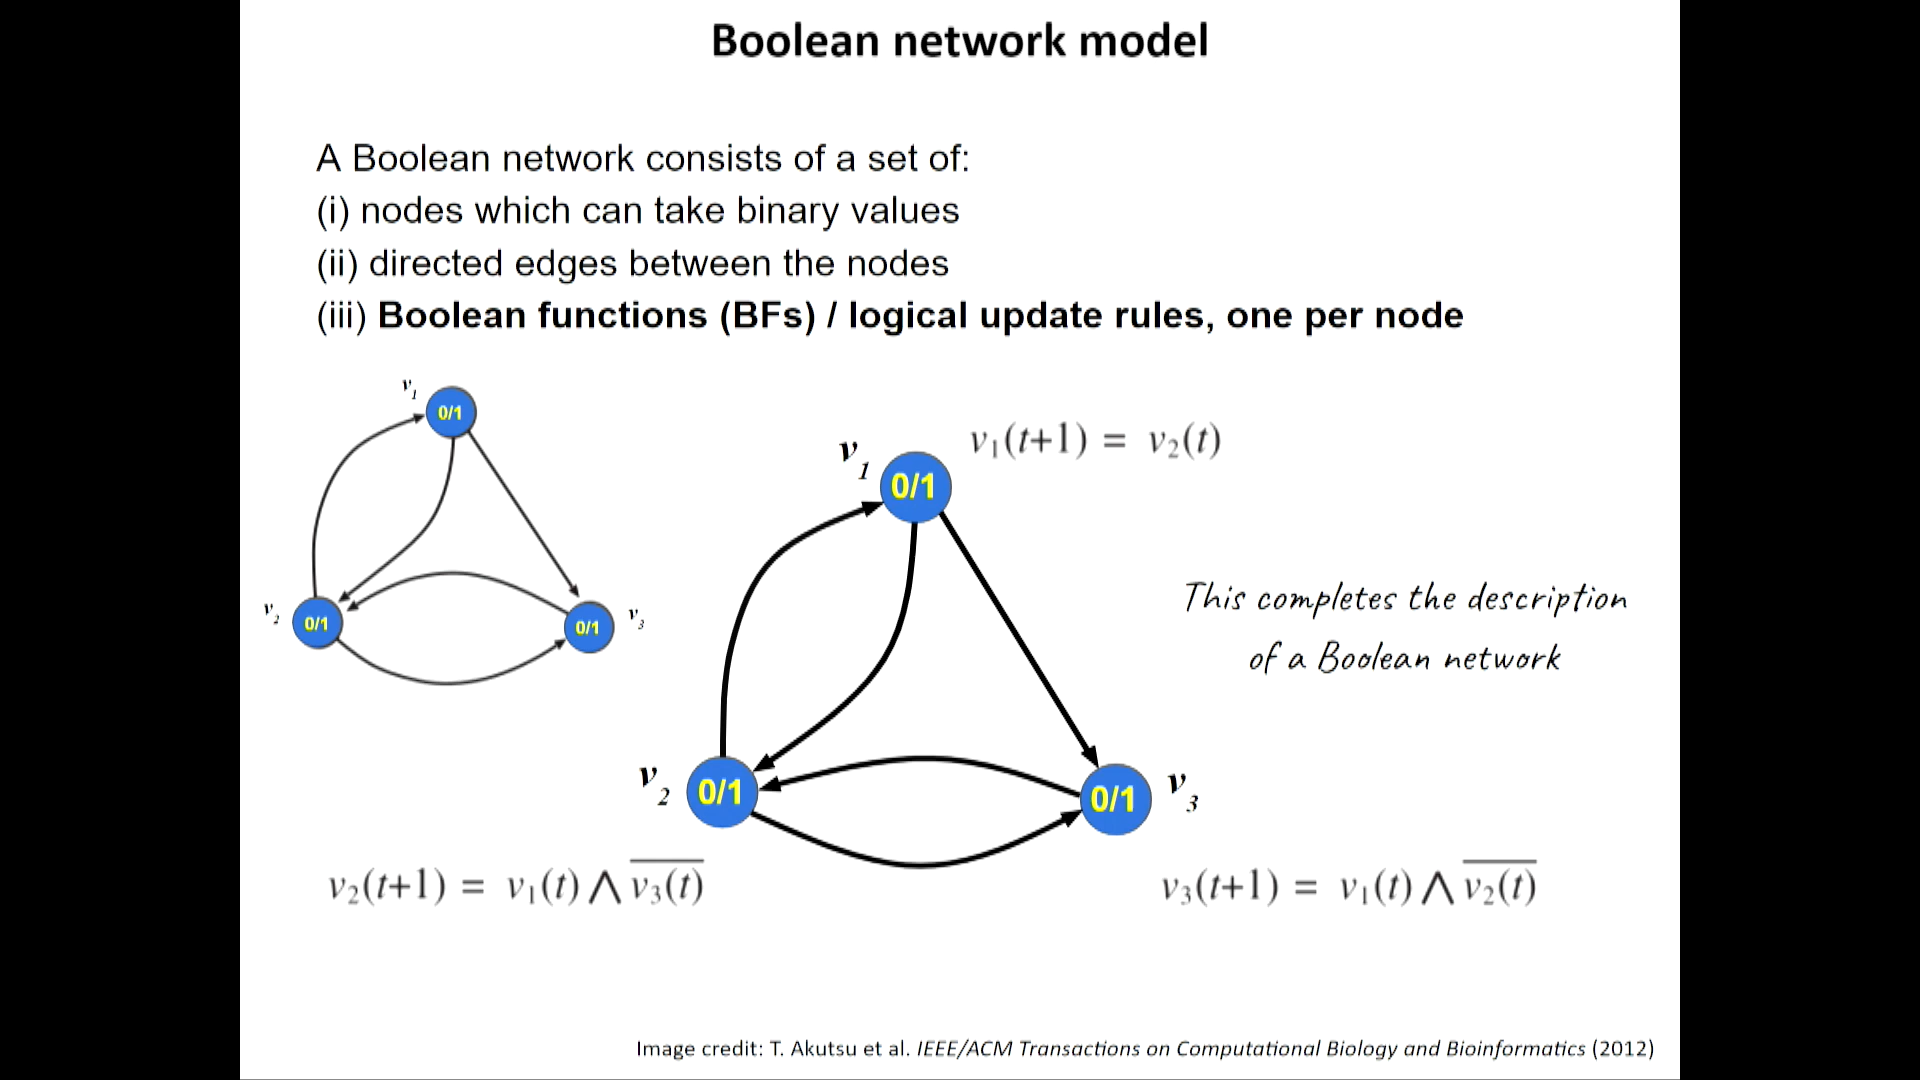 Boolean network model
A Boolean network consists of a set of:
(i) nodes which can take binary values
(ii) directed edges between the nodes
(iii) Boolean functions (BFs) / logical update rules, one per node
v₁
0/1
v₂
0/1
0/1
v₃
v₁
0/1
v₁(t+1) = v₂(t)
This completes the description
of a Boolean network
v₂
0/1
0/1
v₃
v₂(t+1) = v₁(t) ⋀ v̅₃̅(̅t̅)̅
v₃(t+1) = v₁(t) ⋀ v̅₂̅(̅t̅)̅
Image credit: T. Akutsu et al. IEEE/ACM Transactions on Computational Biology and Bioinformatics (2012)